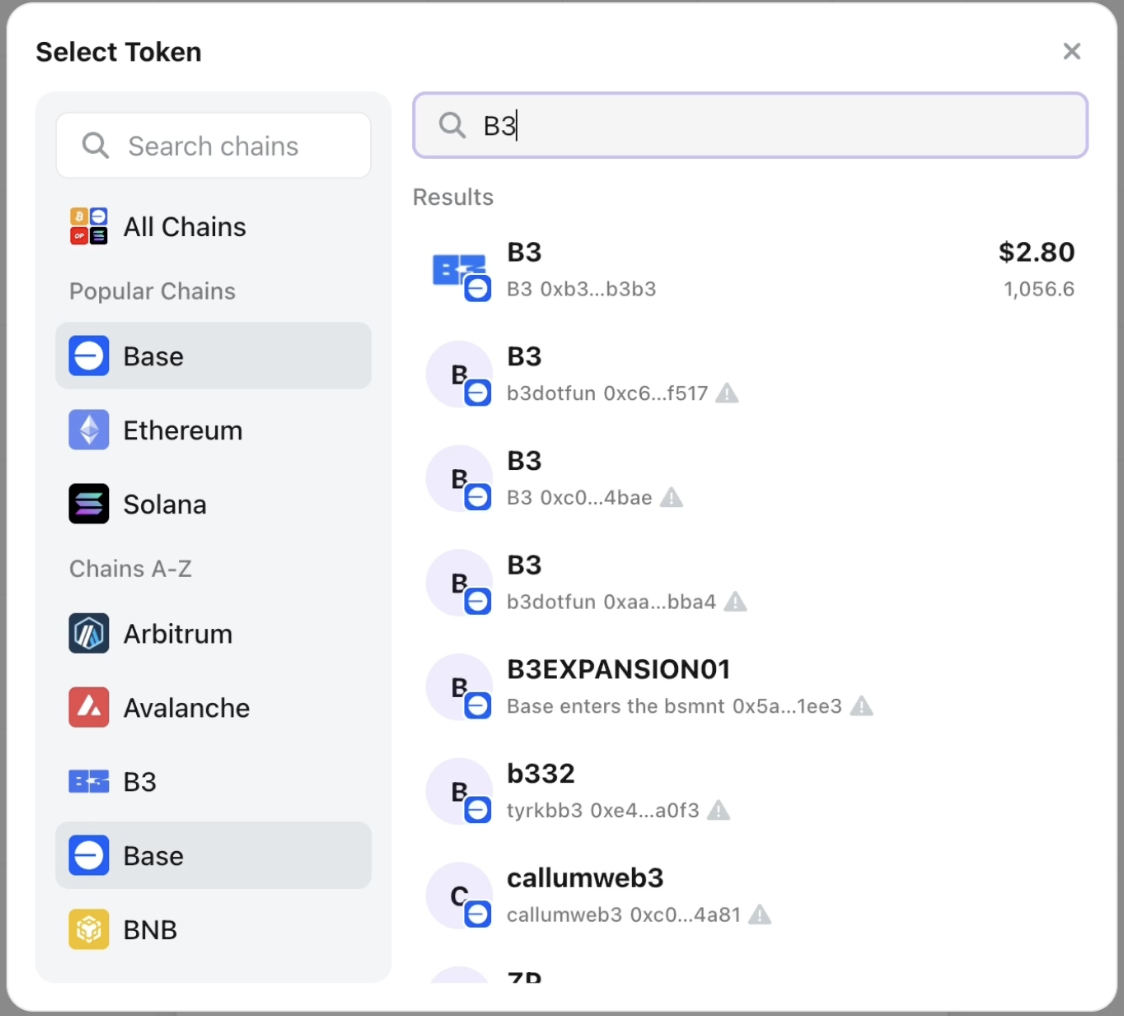 Select Token
Search chains
All Chains
Popular Chains
Base
Ethereum
Solana
Chains A-Z
Arbitrum
Avalanche
B3
Base
BNB
B3
Results
B3
$2.80
B3 0xb3...b3b3
1,056.6
B
B3
b3dotfun 0xc6...f517
B
B3
B3 0xc0...4bae
B
B3
b3dotfun 0xaa...bba4
B
B3EXPANSION01
Base enters the bsmnt 0x5a...1ee3
B
b332
tyrkbb3 0xe4...a0f3
C
callumweb3
callumweb3 0xc0...4a81